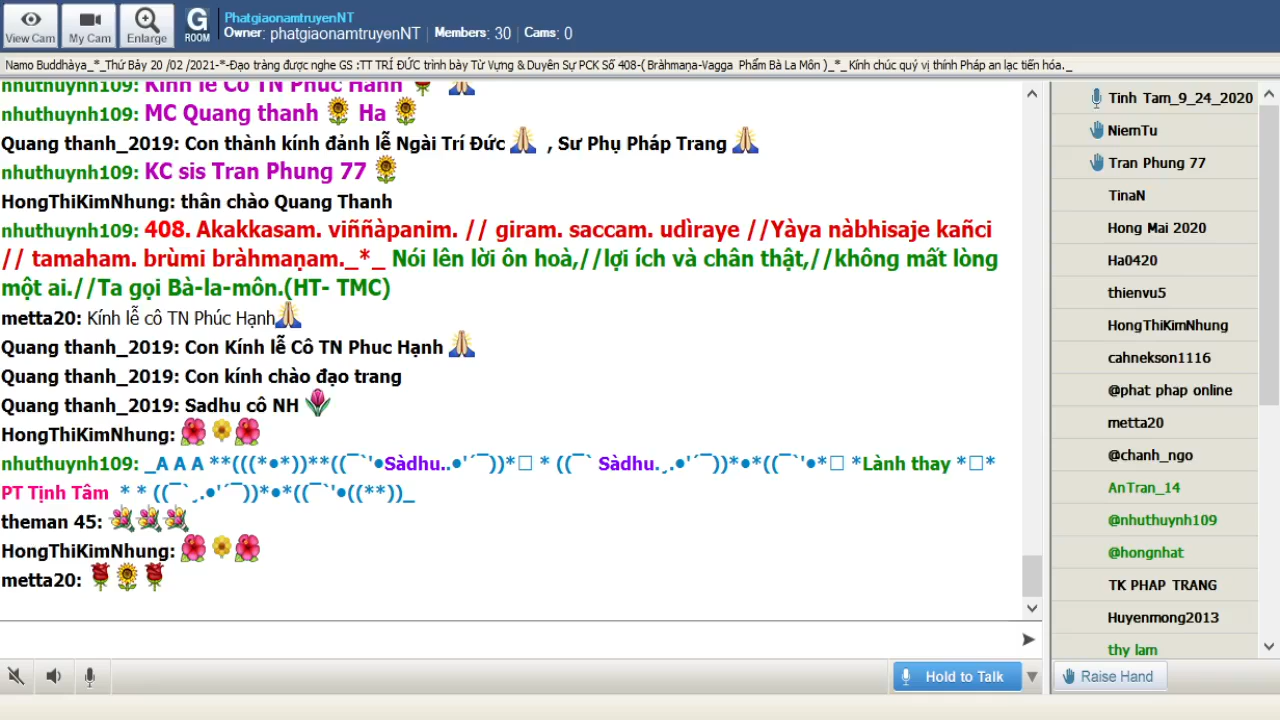 View Cam
My Cam
Enlarge
G
ROOM
PhatgiaonamtruyenNT
Owner: phatgiaonamtruyenNT | Members: 30 | Cams: 0
Namo Buddhàya_*_Thứ Bảy 20 /02 /2021-*-Đạo tràng được nghe GS :TT TRÍ ĐỨC trình bày Từ Vựng & Duyên Sự PCK Số 408-( Bràhmaṇa-Vagga Phẩm Bà La Môn )_*_ Kính chúc quý vị thính Pháp an lạc tiến hóa._
nhuthuynh109: Kính lễ Cô TN Phúc Hạnh
nhuthuynh109: MC Quang thanh Ha
Quang thanh_2019: Con thành kính đảnh lễ Ngài Trí Đức , Sư Phụ Pháp Trang
nhuthuynh109: KC sis Tran Phung 77
HongThiKimNhung: thân chào Quang Thanh
nhuthuynh109: 408. Akakkasam. viññàpanim. // giram. saccam. udìraye //Yàya nàbhisaje kañci
// tamaham. brùmi bràhmaṇam._*_ Nói lên lời ôn hoà,//lợi ích và chân thật,//không mất lòng
một ai.//Ta gọi Bà-la-môn.(HT- TMC)
metta20: Kính lễ cô TN Phúc Hạnh
Quang thanh_2019: Con Kính lễ Cô TN Phuc Hạnh
Quang thanh_2019: Con kính chào đạo trang
Quang thanh_2019: Sadhu cô NH
HongThiKimNhung:
nhuthuynh109: _A A A **(((*•*))**((¯`'•Sàdhu..•'´¯))*□ * ((¯` Sàdhu.¸.•'´¯))*•*((¯`'•*□ *Lành thay *□*
PT Tịnh Tâm * * ((¯`¸.•'´¯))*•*((¯`'•((**))_
theman 45:
HongThiKimNhung:
metta20:
Hold to Talk
Tinh Tam_9_24_2020
NiemTu
Tran Phung 77
TinaN
Hong Mai 2020
Ha0420
thienvu5
HongThiKimNhung
cahnekson1116
@phat phap online
metta20
@chanh_ngo
AnTran_14
@nhuthuynh109
@hongnhat
TK PHAP TRANG
Huyenmong2013
thy lam
Raise Hand